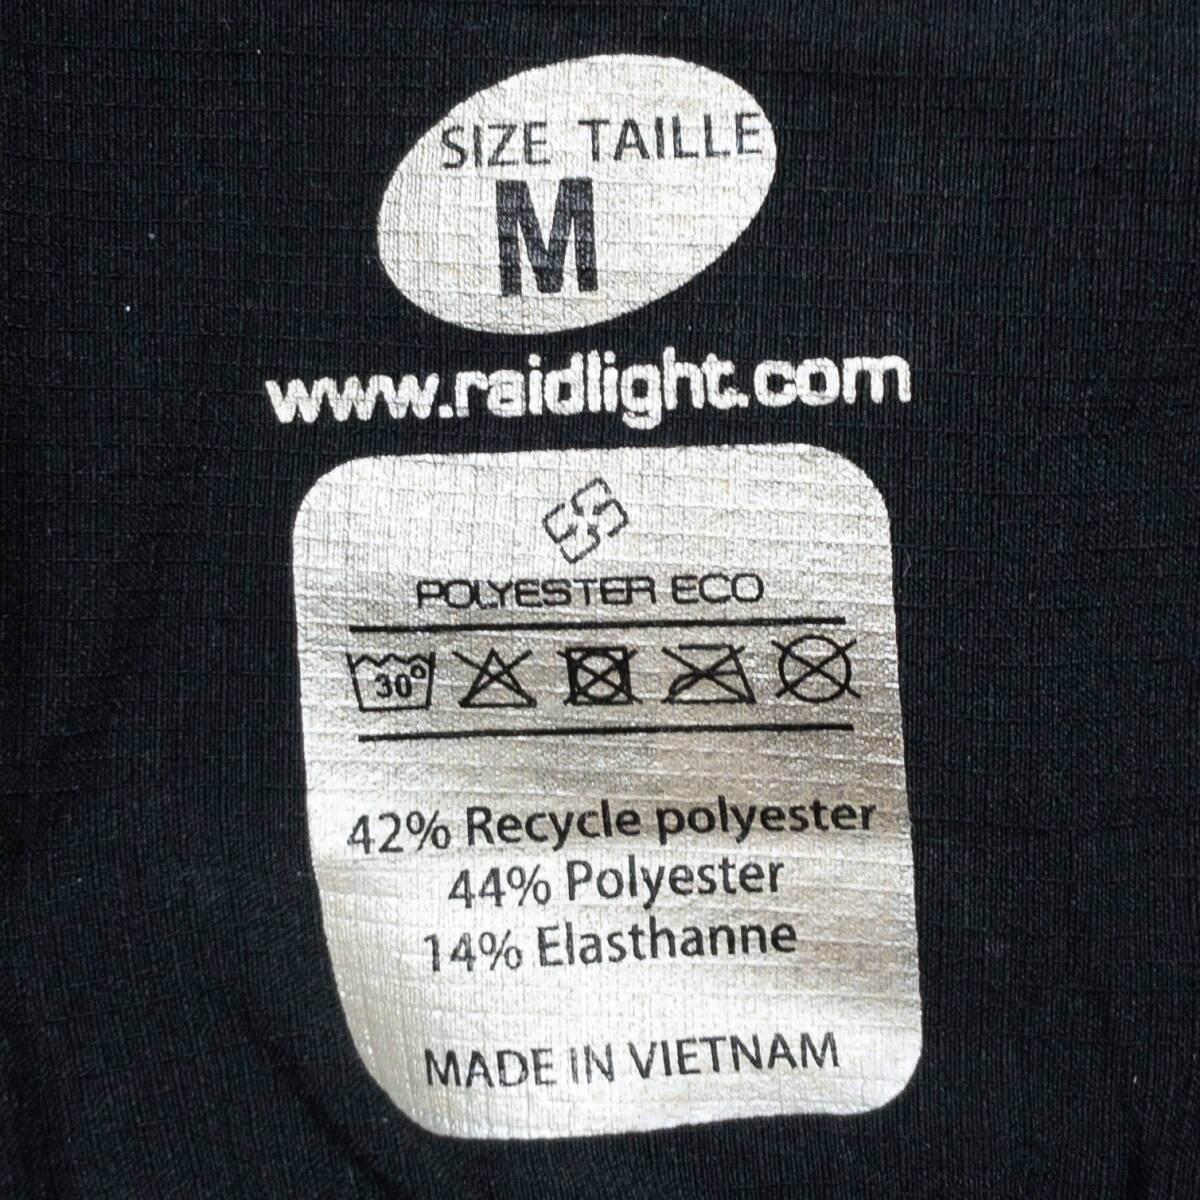 SIZE TAILLE
M
www.raidlight.com
POLYESTER ECO
30°
42% Recycle polyester
44% Polyester
14% Elasthanne
MADE IN VIETNAM